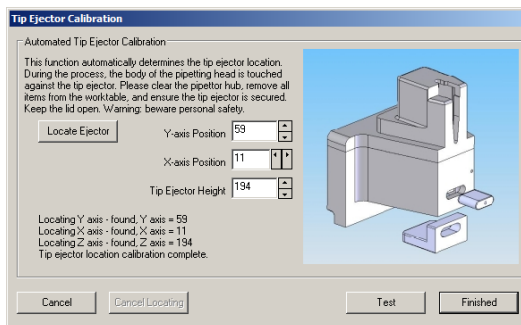 Tip Ejector Calibration
Automated Tip Ejector Calibration
This function automatically determines the tip ejector location.
During the process, the body of the pipetting head is touched
against the tip ejector. Please clear the pipettor hub, remove all
items from the worktable, and ensure the tip ejector is secured.
Keep the lid open. Warning: beware personal safety.
Locate Ejector
Y-axis Position 59
X-axis Position 11
Tip Ejector Height 194
Locating Y axis - found, Y axis = 59
Locating X axis - found, X axis = 11
Locating Z axis - found, Z axis = 194
Tip ejector location calibration complete.
Cancel
Cancel Locating
Test
Finished